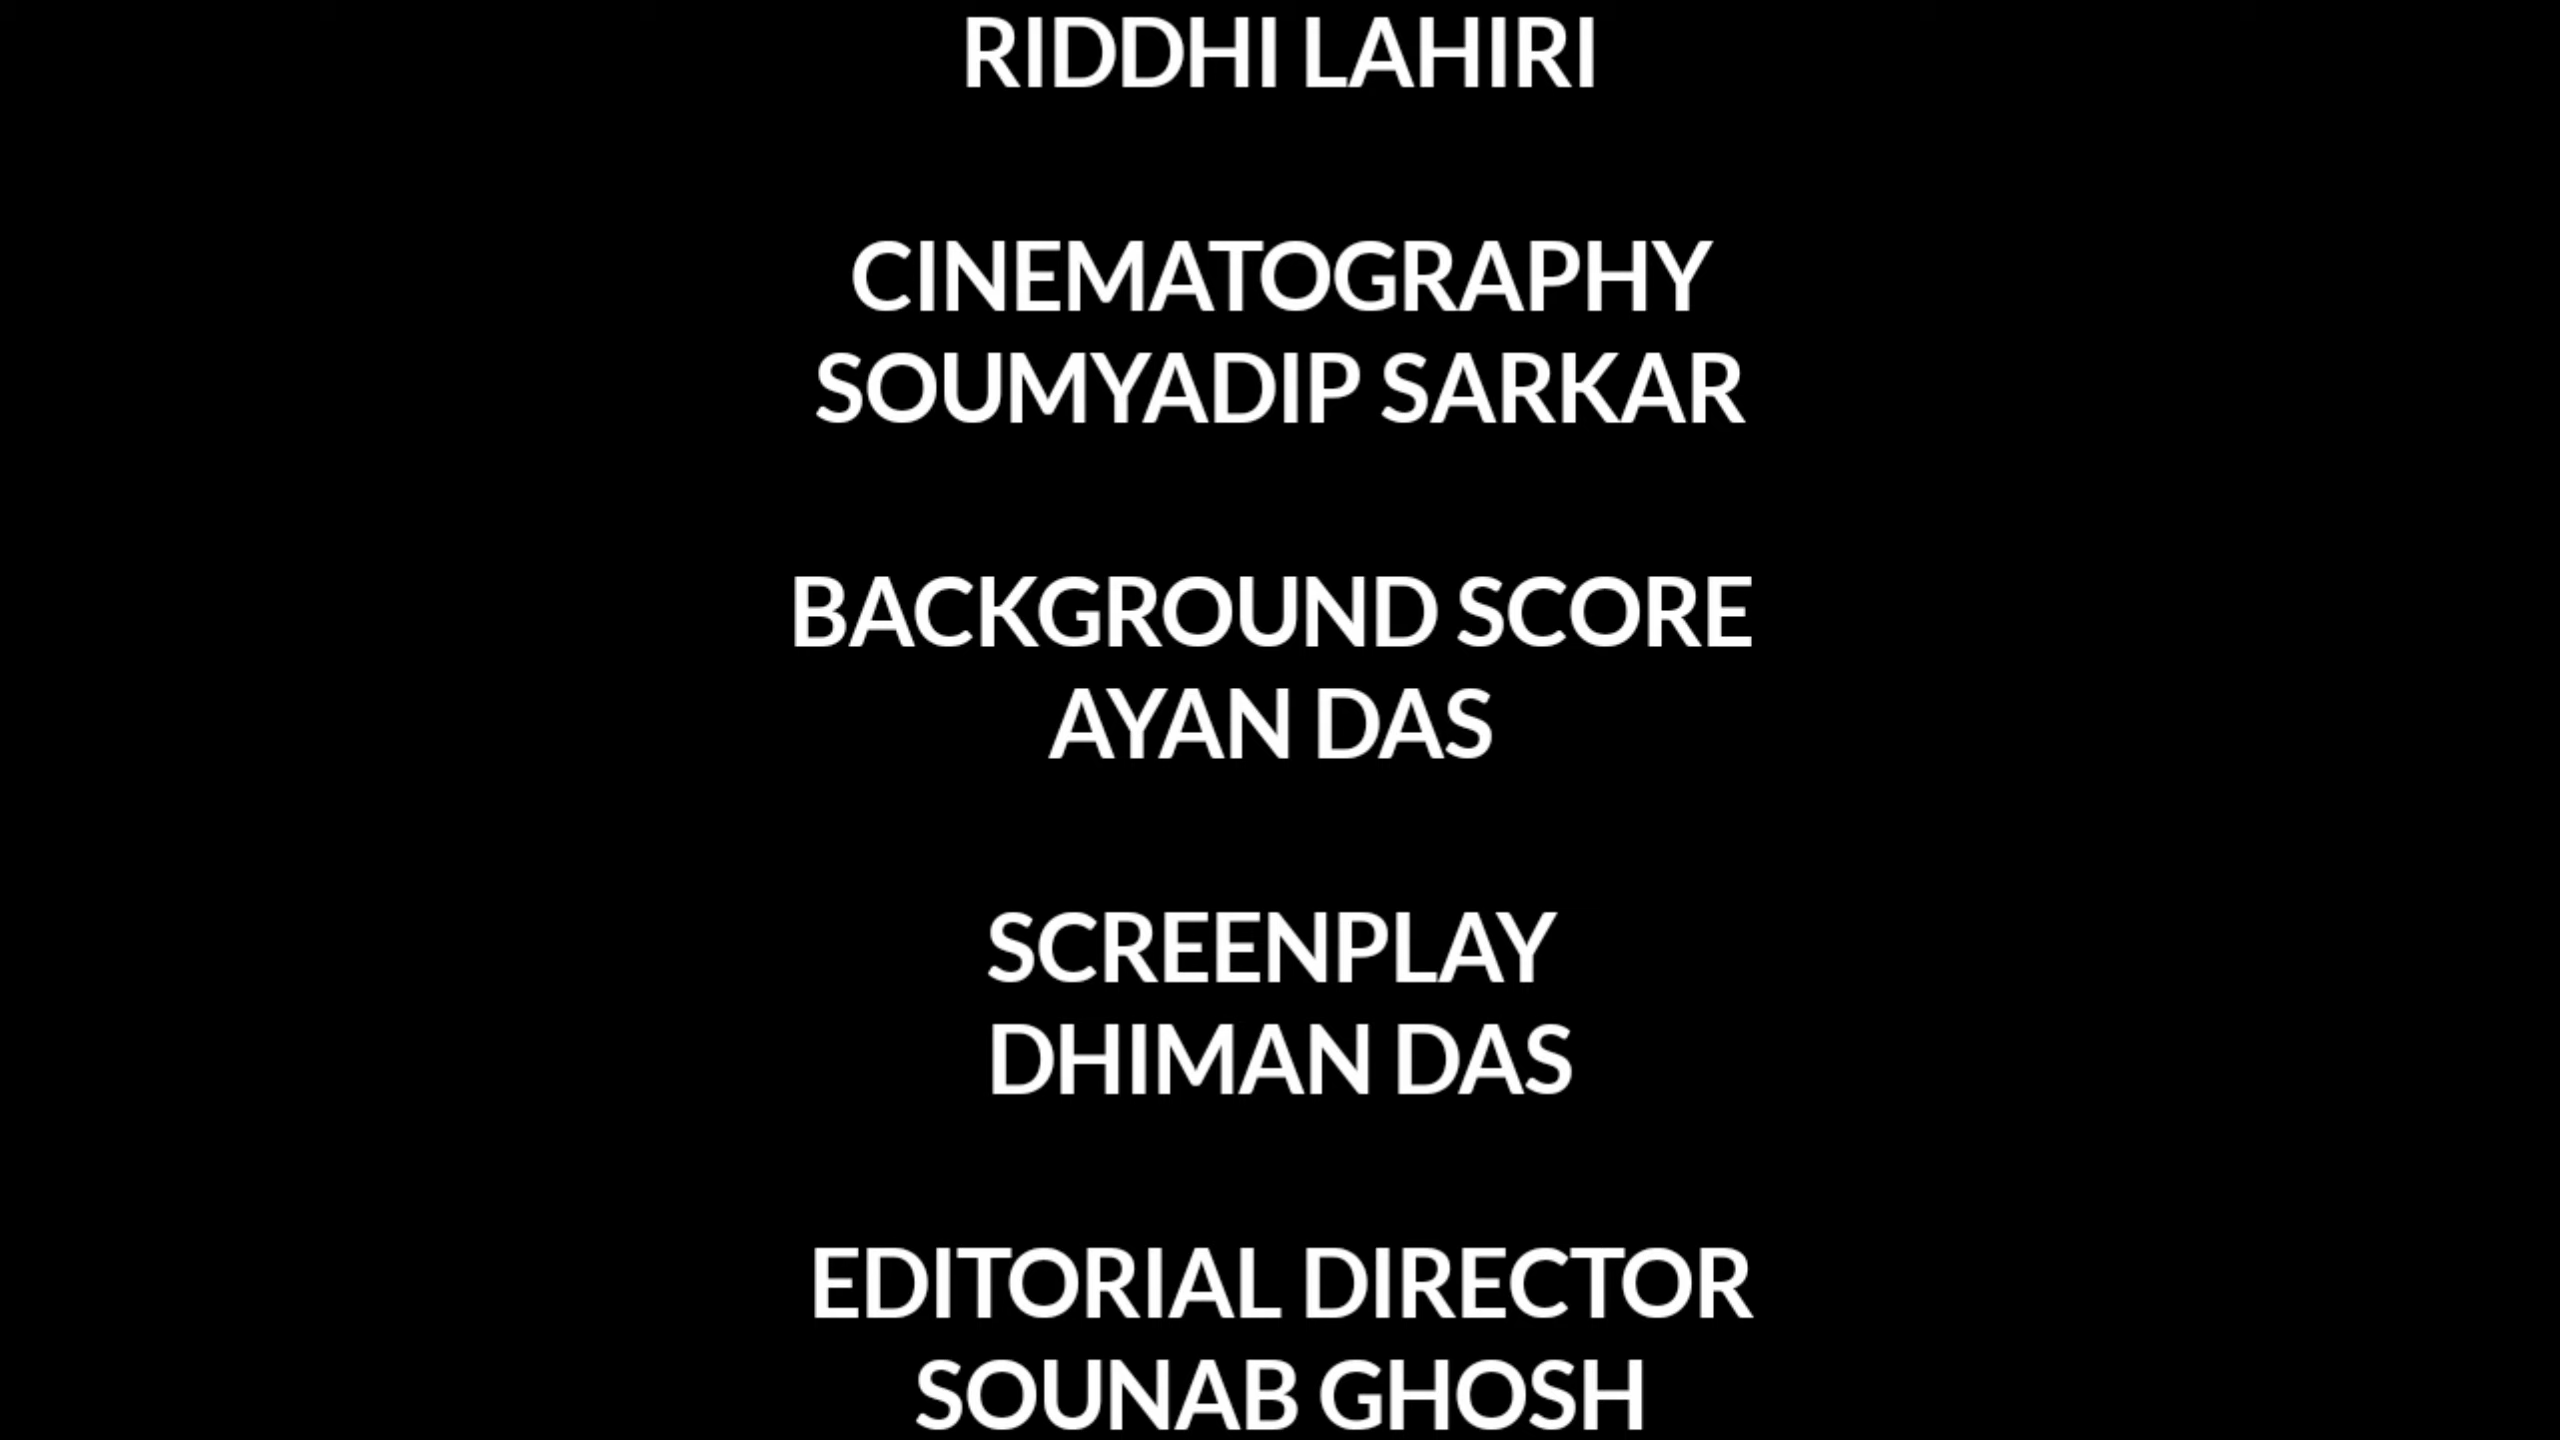 RIDDHI LAHIRI
CINEMATOGRAPHY
SOUMYADIP SARKAR
BACKGROUND SCORE
AYAN DAS
SCREENPLAY
DHIMAN DAS
EDITORIAL DIRECTOR
SOUNAB GHOSH